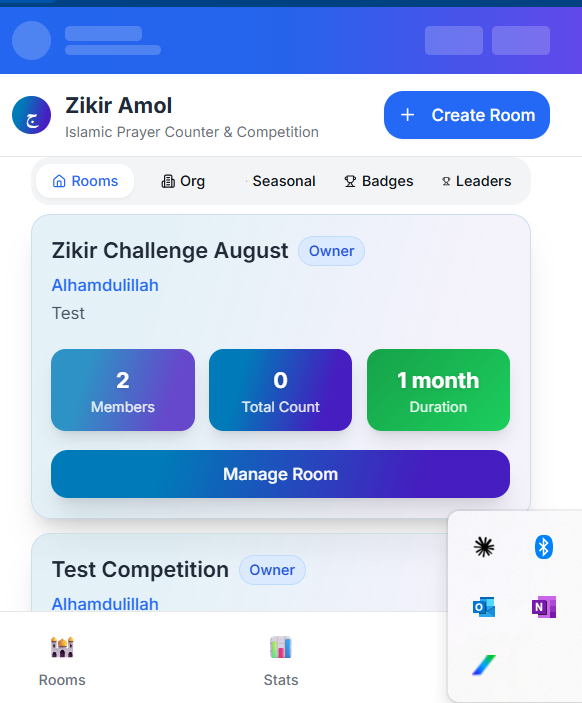 ج
Zikir Amol
Islamic Prayer Counter & Competition
+ Create Room
Rooms
Org
Seasonal
Badges
Leaders
Zikir Challenge August
Owner
Alhamdulillah
Test
2
Members
0
Total Count
1 month
Duration
Manage Room
Test Competition
Owner
Alhamdulillah
O
N
Rooms
Stats